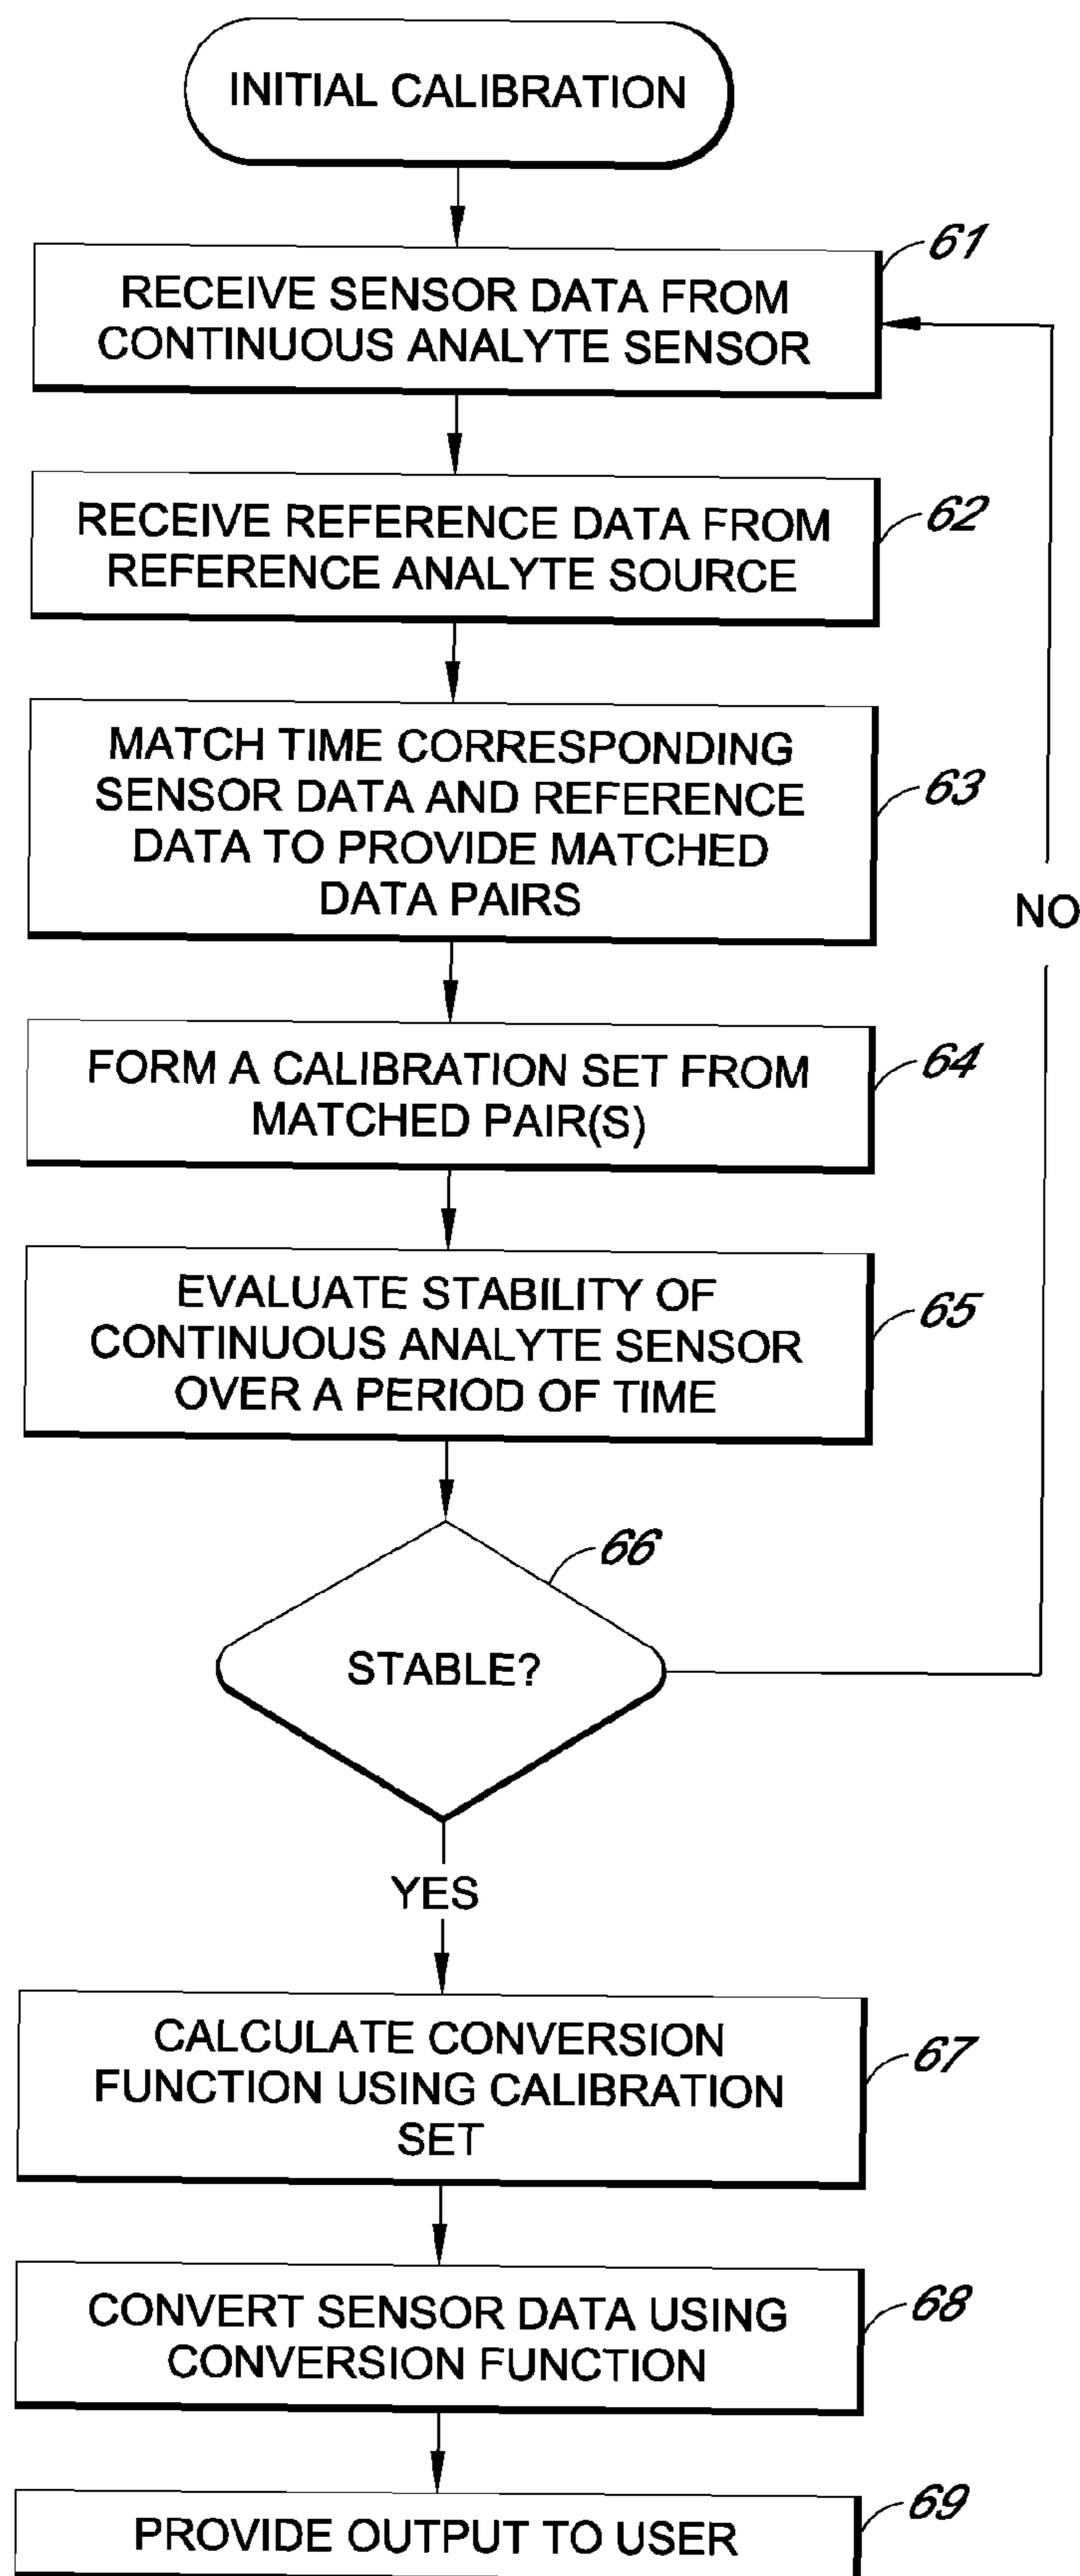 INITIAL CALIBRATION
61
RECEIVE SENSOR DATA FROM
CONTINUOUS ANALYTE SENSOR
62
RECEIVE REFERENCE DATA FROM
REFERENCE ANALYTE SOURCE
63
MATCH TIME CORRESPONDING
SENSOR DATA AND REFERENCE
DATA TO PROVIDE MATCHED
DATA PAIRS
NO
64
FORM A CALIBRATION SET FROM
MATCHED PAIR(S)
65
EVALUATE STABILITY OF
CONTINUOUS ANALYTE SENSOR
OVER A PERIOD OF TIME
66
STABLE?
YES
67
CALCULATE CONVERSION
FUNCTION USING CALIBRATION
SET
68
CONVERT SENSOR DATA USING
CONVERSION FUNCTION
69
PROVIDE OUTPUT TO USER